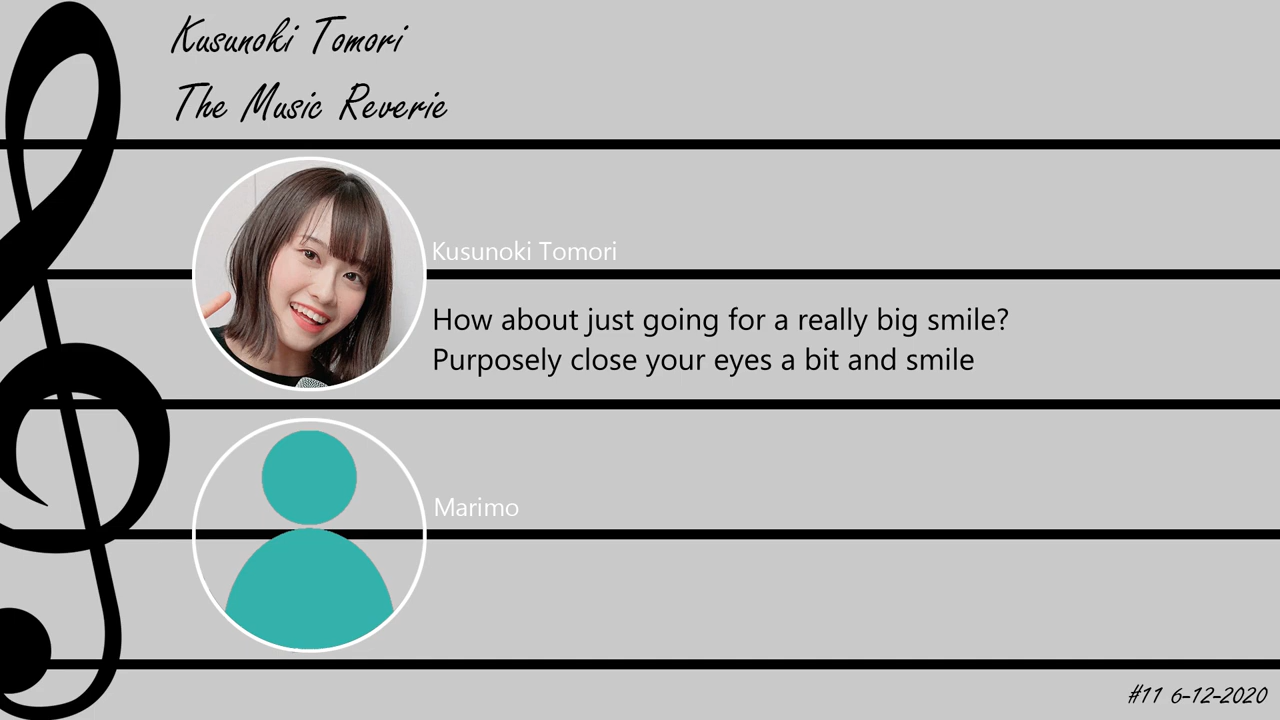 Kusunoki Tomori
The Music Reverie
Kusunoki Tomori
How about just going for a really big smile?
Purposely close your eyes a bit and smile
Marimo
#11 6-12-2020